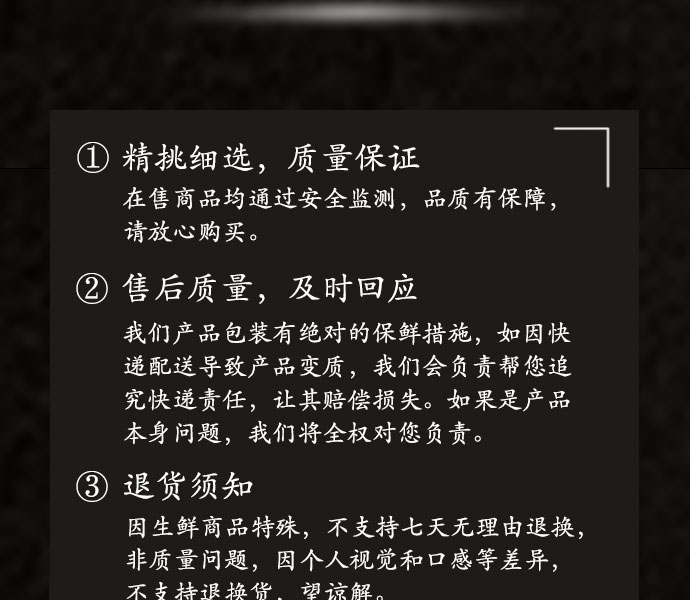 ① 精挑细选，质量保证
在售商品均通过安全监测，品质有保障，
请放心购买。
② 售后质量，及时回应
我们产品包装有绝对的保鲜措施，如因快
递配送导致产品变质，我们会负责帮您追
究快递责任，让其赔偿损失。如果是产品
本身问题，我们将全权对您负责。
③ 退货须知
因生鲜商品特殊，不支持七天无理由退换，
非质量问题，因个人视觉和口感等差异，
不支持退换货，望谅解。